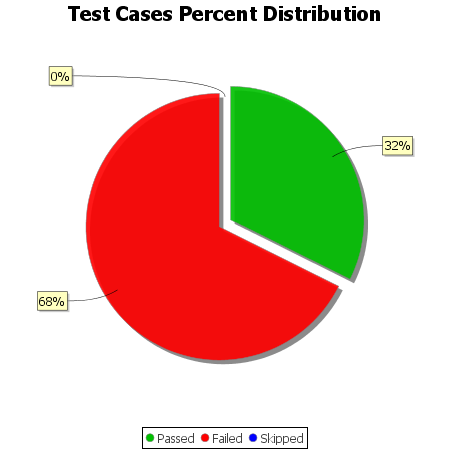 Test Cases Percent Distribution
0%
32%
68%
Passed Failed Skipped